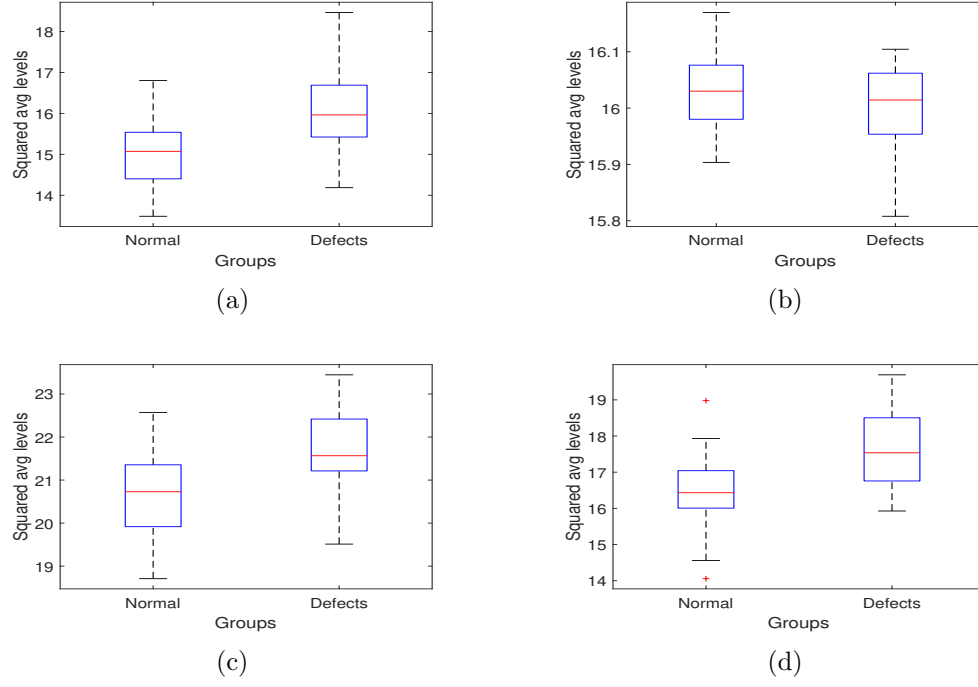 Squared avg levels
18
17
16
15
14
Normal
Defects
Groups
(a)
Squared avg levels
16.1
16
15.9
15.8
Normal
Defects
Groups
(b)
Squared avg levels
23
22
21
20
19
Normal
Defects
Groups
(c)
Squared avg levels
19
18
17
16
15
14
Normal
Defects
Groups
(d)